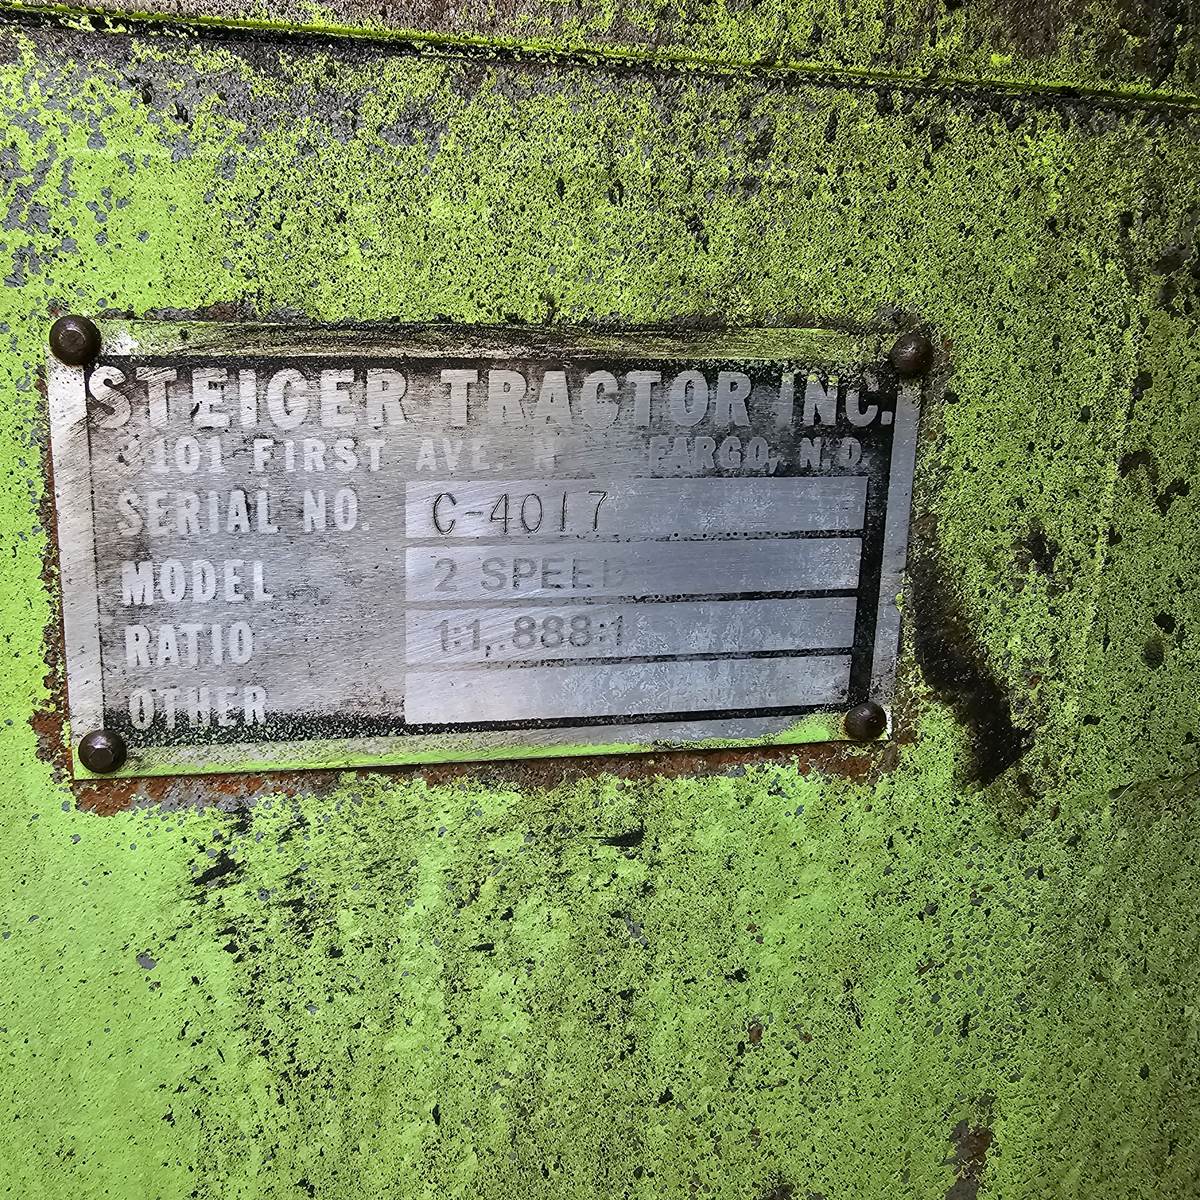 STEIGER TRACTOR INC.
3101 FIRST AVE. N FARGO, N.D.
SERIAL NO. C-4017
MODEL 2 SPEED
RATIO 1:1,.888:1
OTHER